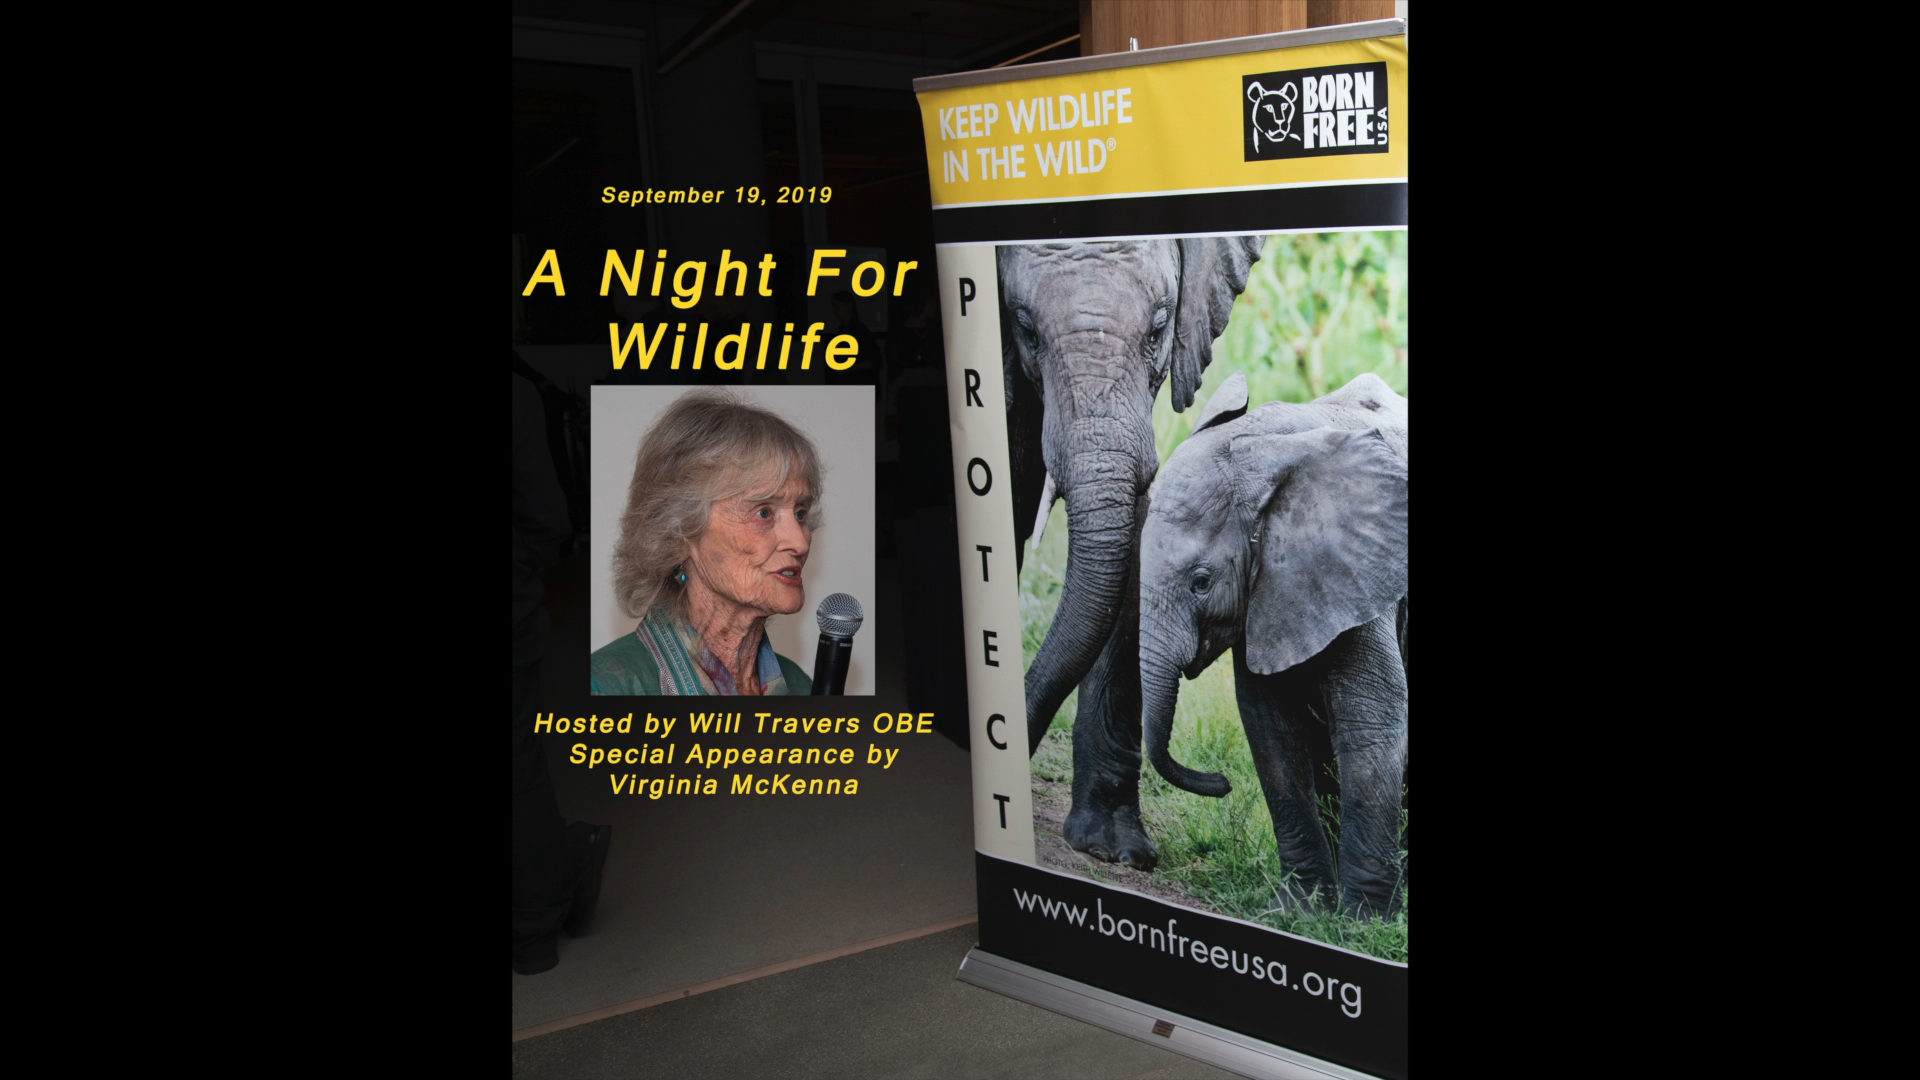 September 19, 2019
A Night For
Wildlife
Hosted by Will Travers OBE
Special Appearance by
Virginia McKenna
KEEP WILDLIFE
IN THE WILD®
BORN
FREE
USA
PROTECT
www.bornfreeusa.org